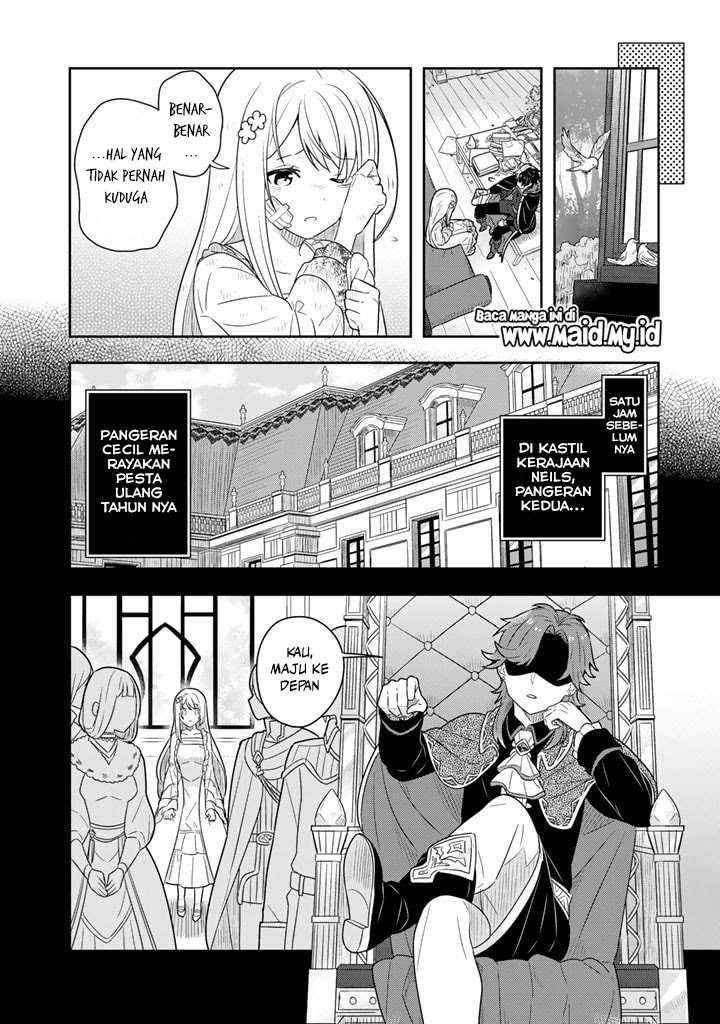 BENAR-
BENAR
...HAL YANG ...
TIDAK PERNAH
KUDUGA
Baca manga ini di
www.Maid.my.id
SATU
JAM
SEBE-
LUM NYA
DI KASTIL
KERAJAAN
NEILS,
PANGERAN
KEDUA...
PANGERAN
CECIL ME-
RAYAKAN
PESTA
ULANG
TAHUN NYA
KAU,
MAJU KE
DEPAN